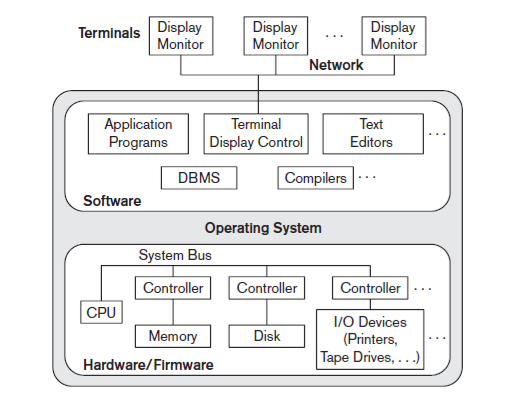 Terminals
Display
Monitor
Display
Monitor
. . .
Display
Monitor
Network
Application
Programs
Terminal
Display Control
Text
Editors
. . .
DBMS
Compilers
. . .
Software
Operating System
System Bus
Controller
Controller
Controller
. . .
CPU
Memory
Disk
I/O Devices
(Printers,
Tape Drives, . . .)
. . .
Hardware/Firmware